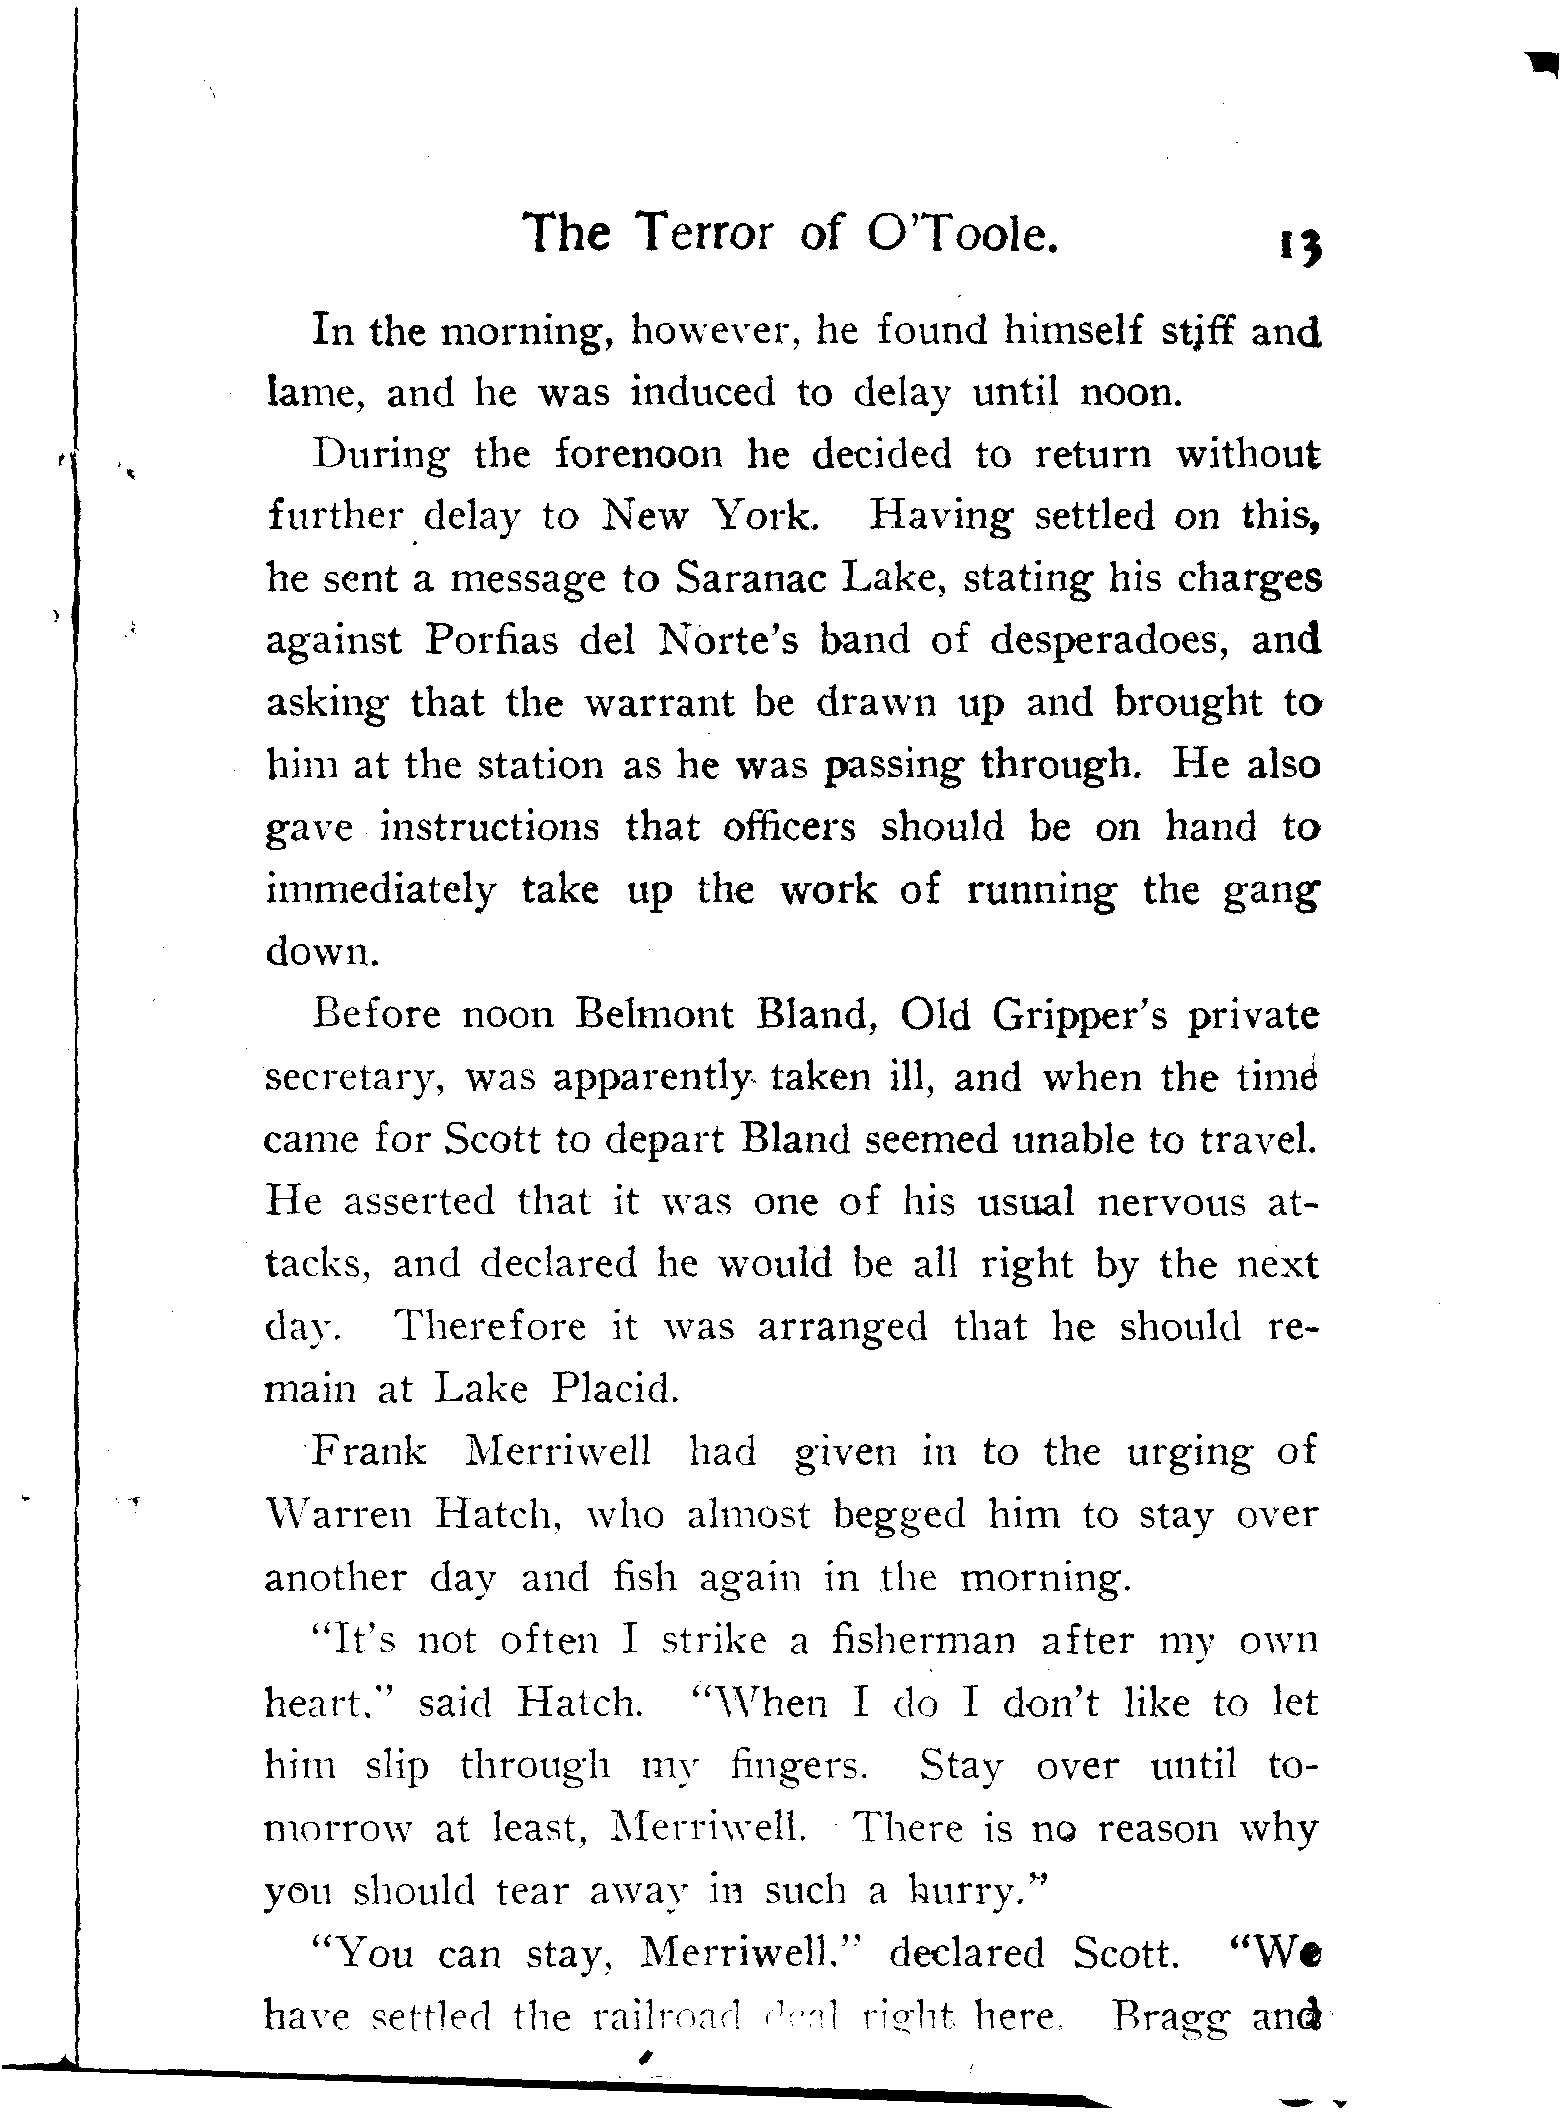 The Terror of O'Toole. 13
In the morning, however, he found himself stiff and
lame, and he was induced to delay until noon.
During the forenoon he decided to return without
further delay to New York. Having settled on this,
he sent a message to Saranac Lake, stating his charges
against Porfias del Norte's band of desperadoes, and
asking that the warrant be drawn up and brought to
him at the station as he was passing through. He also
gave instructions that officers should be on hand to
immediately take up the work of running the gang
down.
Before noon Belmont Bland, Old Gripper's private
secretary, was apparently taken ill, and when the time
came for Scott to depart Bland seemed unable to travel.
He asserted that it was one of his usual nervous at-
tacks, and declared he would be all right by the next
day. Therefore it was arranged that he should re-
main at Lake Placid.
Frank Merriwell had given in to the urging of
Warren Hatch, who almost begged him to stay over
another day and fish again in the morning.
"It's not often I strike a fisherman after my own
heart," said Hatch. "When I do I don't like to let
him slip through my fingers. Stay over until to-
morrow at least, Merriwell. There is no reason why
you should tear away in such a hurry."
"You can stay, Merriwell," declared Scott. "We
have settled the railroad deal right here. Bragg and